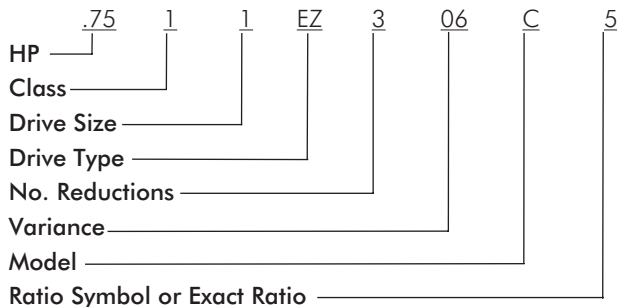 .75 1 1 EZ 3 06 C 5
HP
Class
Drive Size
Drive Type
No. Reductions
Variance
Model
Ratio Symbol or Exact Ratio